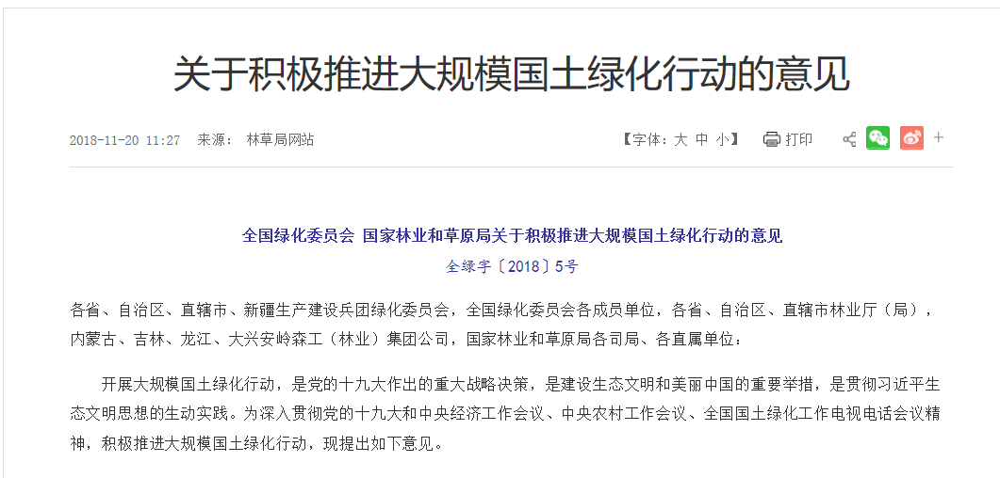 关于积极推进大规模国土绿化行动的意见
2018-11-20 11:27 来源： 林草局网站 【字体：大 中 小】 打印
全国绿化委员会 国家林业和草原局关于积极推进大规模国土绿化行动的意见
全绿字〔2018〕5号
各省、自治区、直辖市、新疆生产建设兵团绿化委员会，全国绿化委员会各成员单位，各省、自治区、直辖市林业厅（局），
内蒙古、吉林、龙江、大兴安岭森工（林业）集团公司，国家林业和草原局各司局、各直属单位：
开展大规模国土绿化行动，是党的十九大作出的重大战略决策，是建设生态文明和美丽中国的重要举措，是贯彻习近平生
态文明思想的生动实践。为深入贯彻党的十九大和中央经济工作会议、中央农村工作会议、全国国土绿化工作电视电话会议精
神，积极推进大规模国土绿化行动，现提出如下意见。